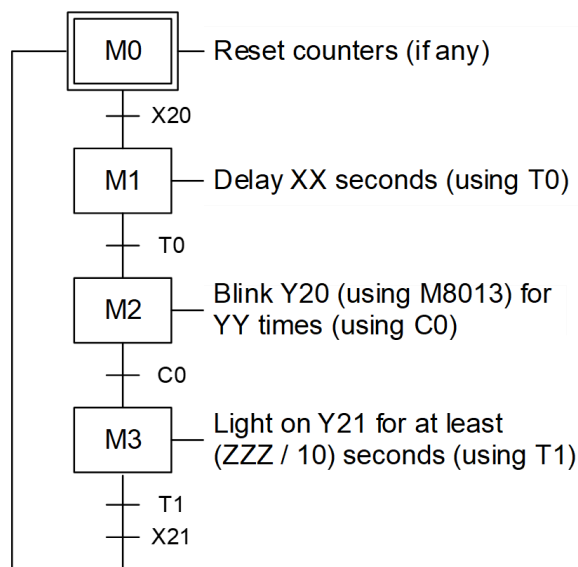 M0
Reset counters (if any)
X20
M1
Delay XX seconds (using T0)
T0
M2
Blink Y20 (using M8013) for
YY times (using C0)
C0
M3
Light on Y21 for at least
(ZZZ / 10) seconds (using T1)
T1
X21